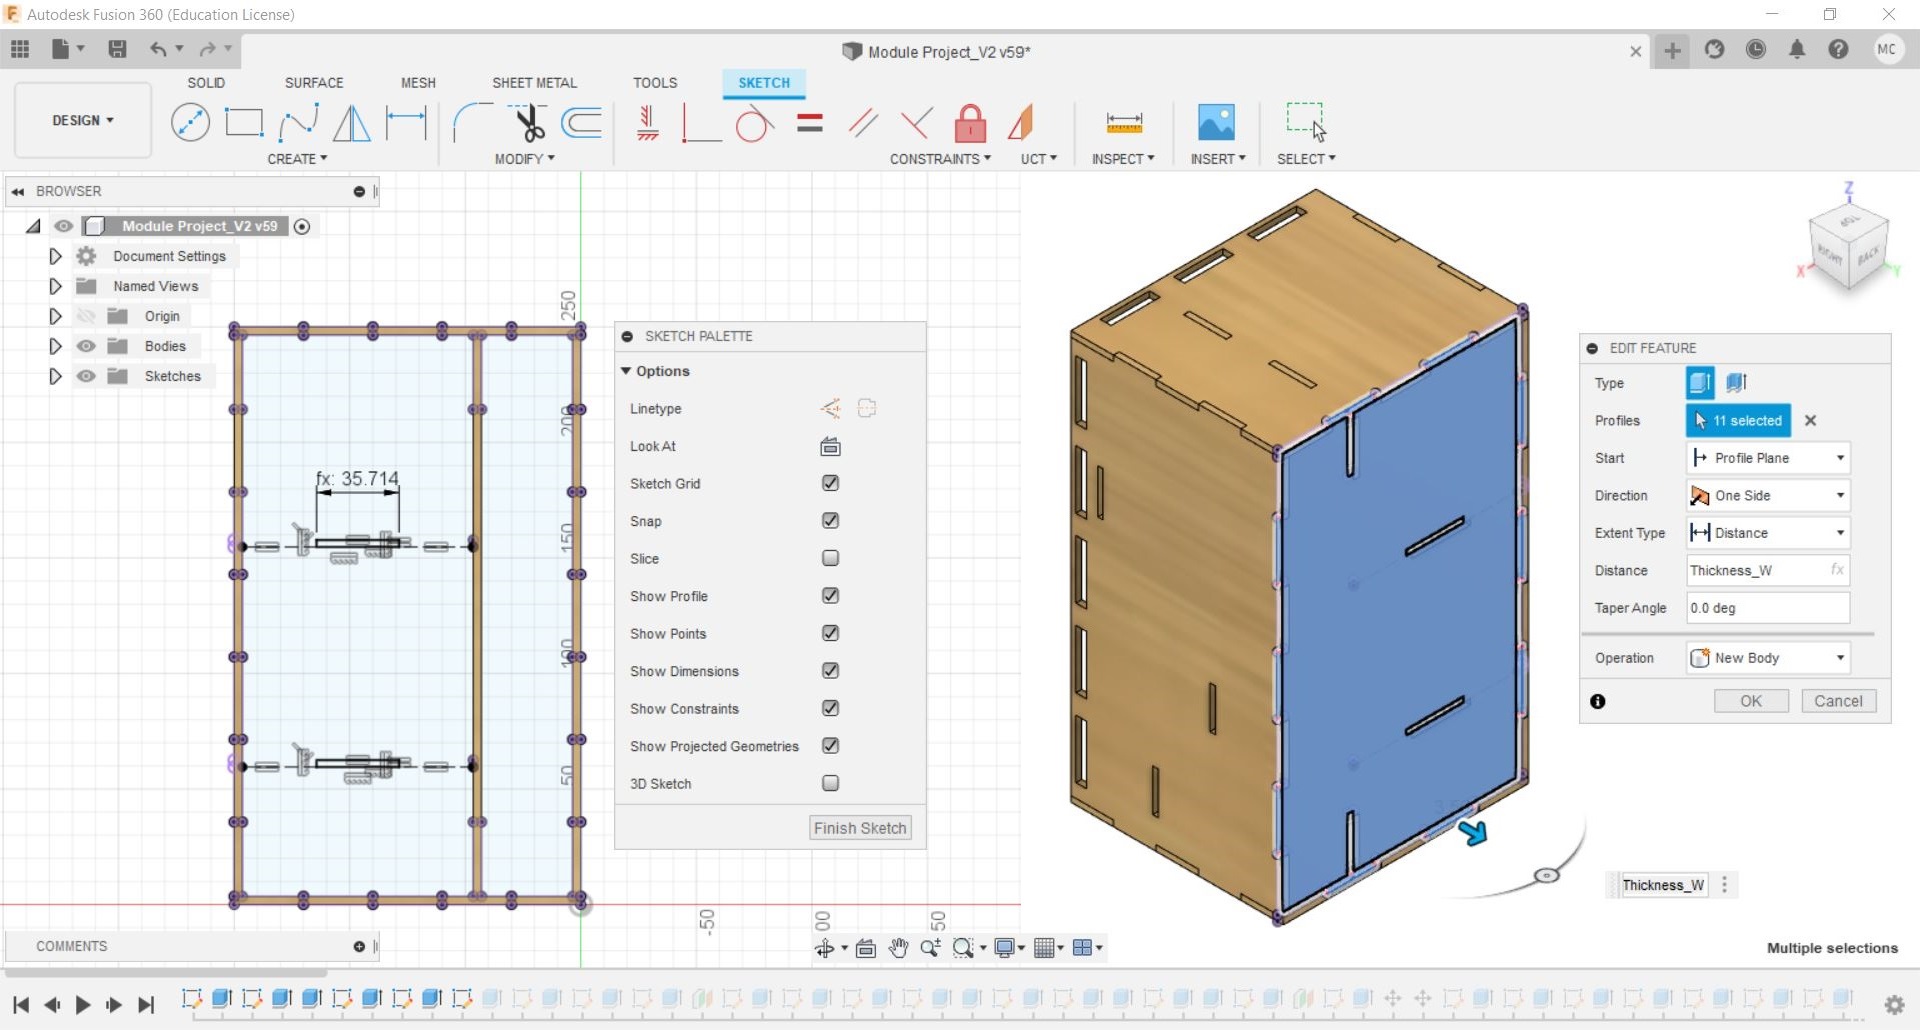 Autodesk Fusion 360 (Education License)
Module Project_V2 v59*
MC
DESIGN
SOLID
SURFACE
MESH
SHEET METAL
TOOLS
SKETCH
CREATE
MODIFY
CONSTRAINTS
UCT
INSPECT
INSERT
SELECT
BROWSER
Module Project_V2 v59
Document Settings
Named Views
Origin
Bodies
Sketches
250
200
150
100
50
fx: 35.714
-50
00
50
SKETCH PALETTE
Options
Linetype
Look At
Sketch Grid
Snap
Slice
Show Profile
Show Points
Show Dimensions
Show Constraints
Show Projected Geometries
3D Sketch
Finish Sketch
Z
TOP
RIGHT
BACK
X
Y
EDIT FEATURE
Type
Profiles
11 selected
Start
Profile Plane
Direction
One Side
Extent Type
Distance
Distance
Thickness_W
fx
Taper Angle
0.0 deg
Operation
New Body
OK
Cancel
Thickness_W
Multiple selections
COMMENTS